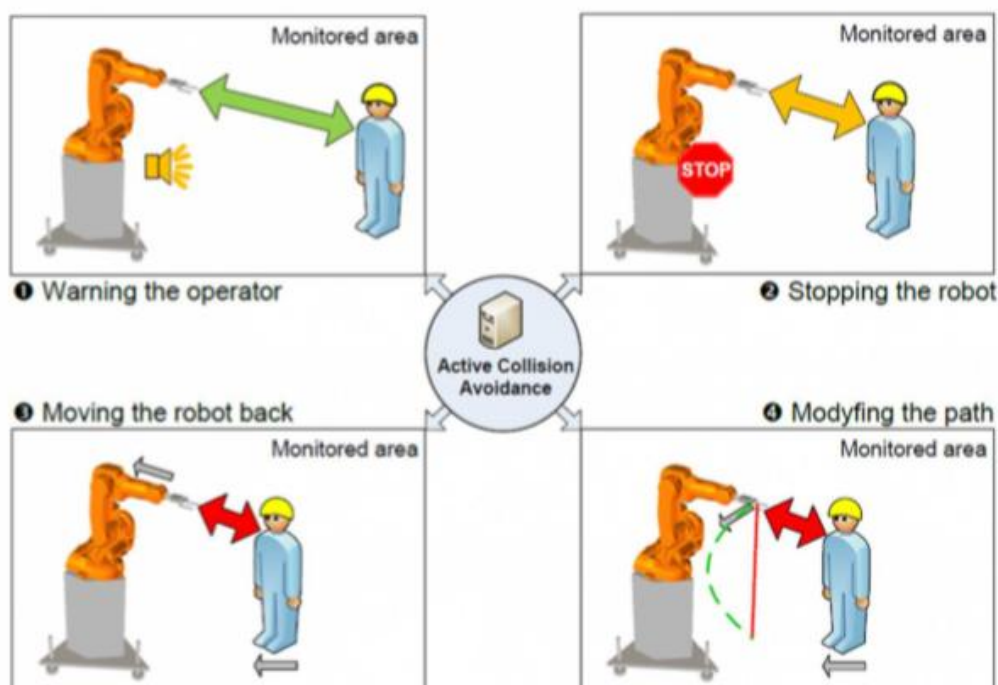 Monitored area
Monitored area
STOP
❶ Warning the operator
❷ Stopping the robot
Active Collision
Avoidance
❸ Moving the robot back
❹ Modyfing the path
Monitored area
Monitored area